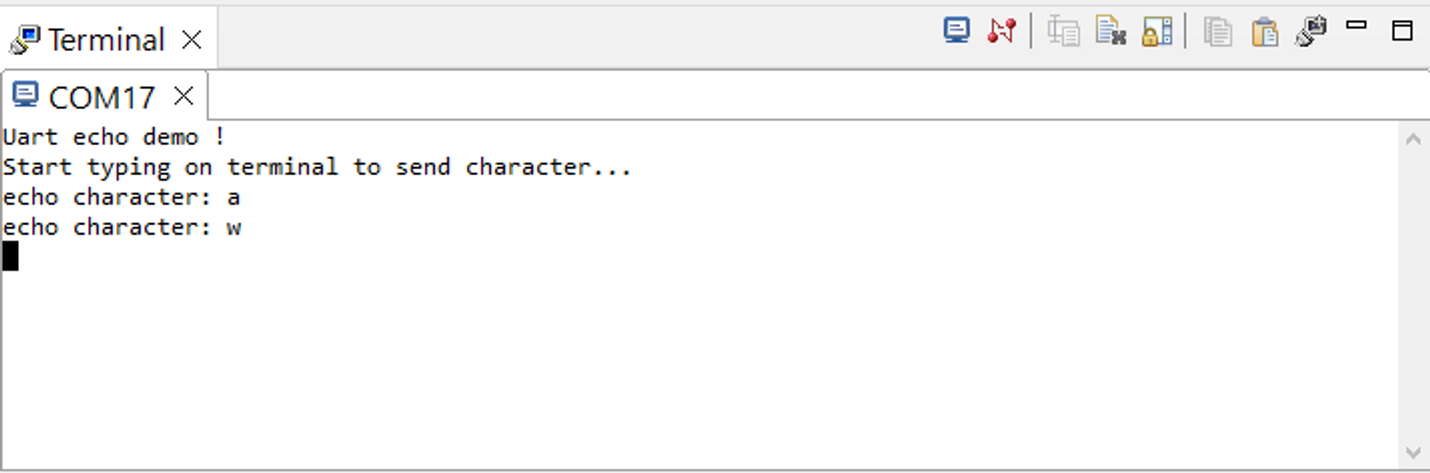 Terminal
COM17
Uart echo demo !
Start typing on terminal to send character...
echo character: a
echo character: w